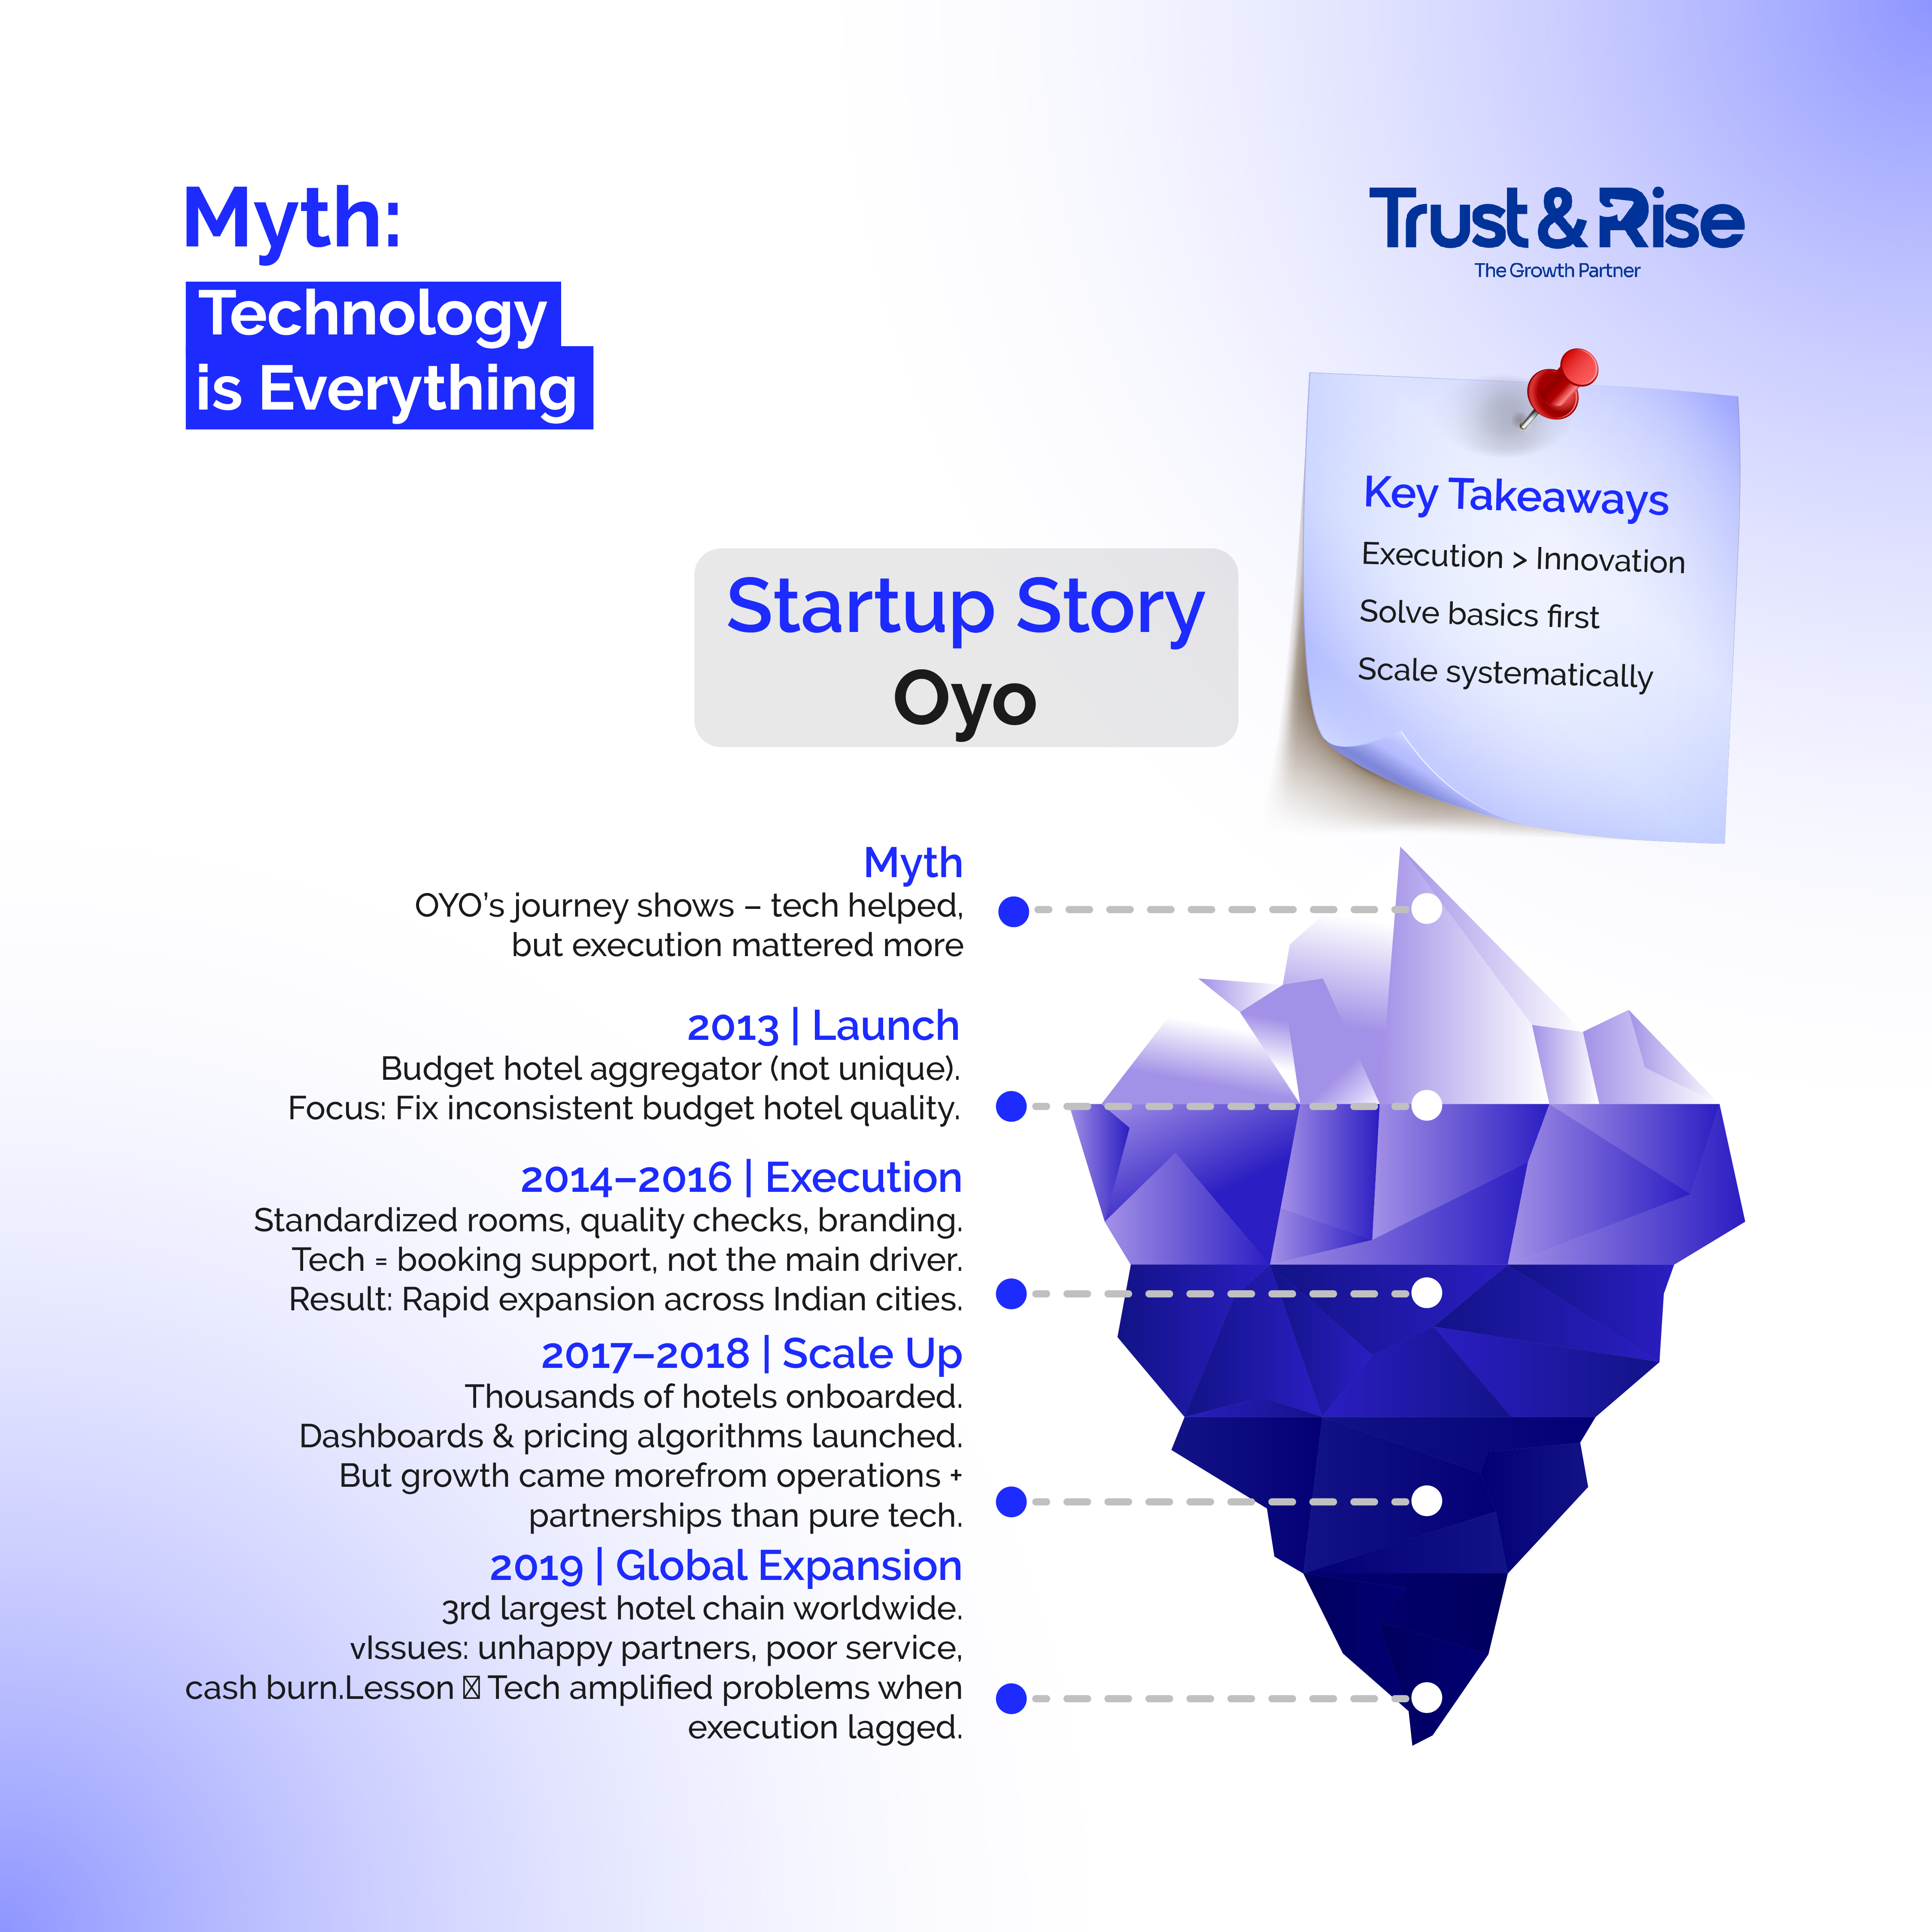 Myth:
Technology
is Everything
Trust & Rise
The Growth Partner
Key Takeaways
Execution > Innovation
Solve basics first
Scale systematically
Startup Story
Oyo
Myth
OYO’s journey shows – tech helped,
but execution mattered more
2013 | Launch
Budget hotel aggregator (not unique).
Focus: Fix inconsistent budget hotel quality.
2014–2016 | Execution
Standardized rooms, quality checks, branding.
Tech = booking support, not the main driver.
Result: Rapid expansion across Indian cities.
2017–2018 | Scale Up
Thousands of hotels onboarded.
Dashboards & pricing algorithms launched.
But growth came morefrom operations +
partnerships than pure tech.
2019 | Global Expansion
3rd largest hotel chain worldwide.
vIssues: unhappy partners, poor service,
cash burn.Lesson  Tech amplified problems when
execution lagged.